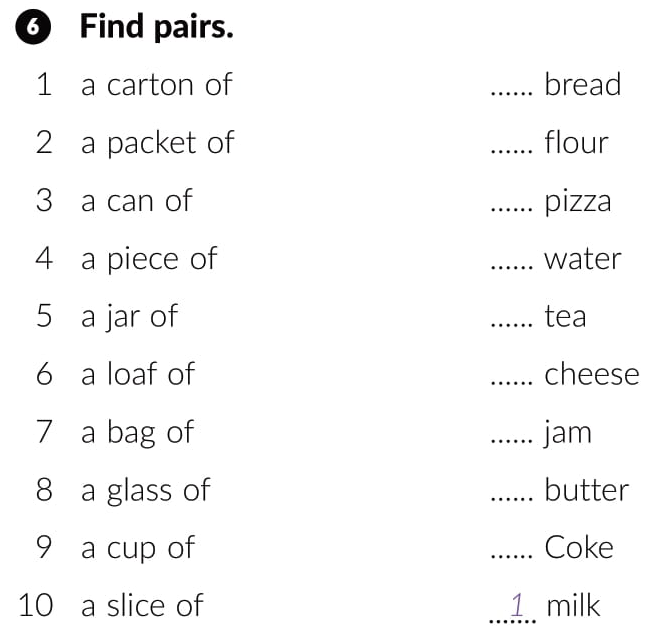 6 Find pairs.
1 a carton of ...... bread
2 a packet of ...... flour
3 a can of ...... pizza
4 a piece of ...... water
5 a jar of ...... tea
6 a loaf of ...... cheese
7 a bag of ...... jam
8 a glass of ...... butter
9 a cup of ...... Coke
10 a slice of ..1.. milk